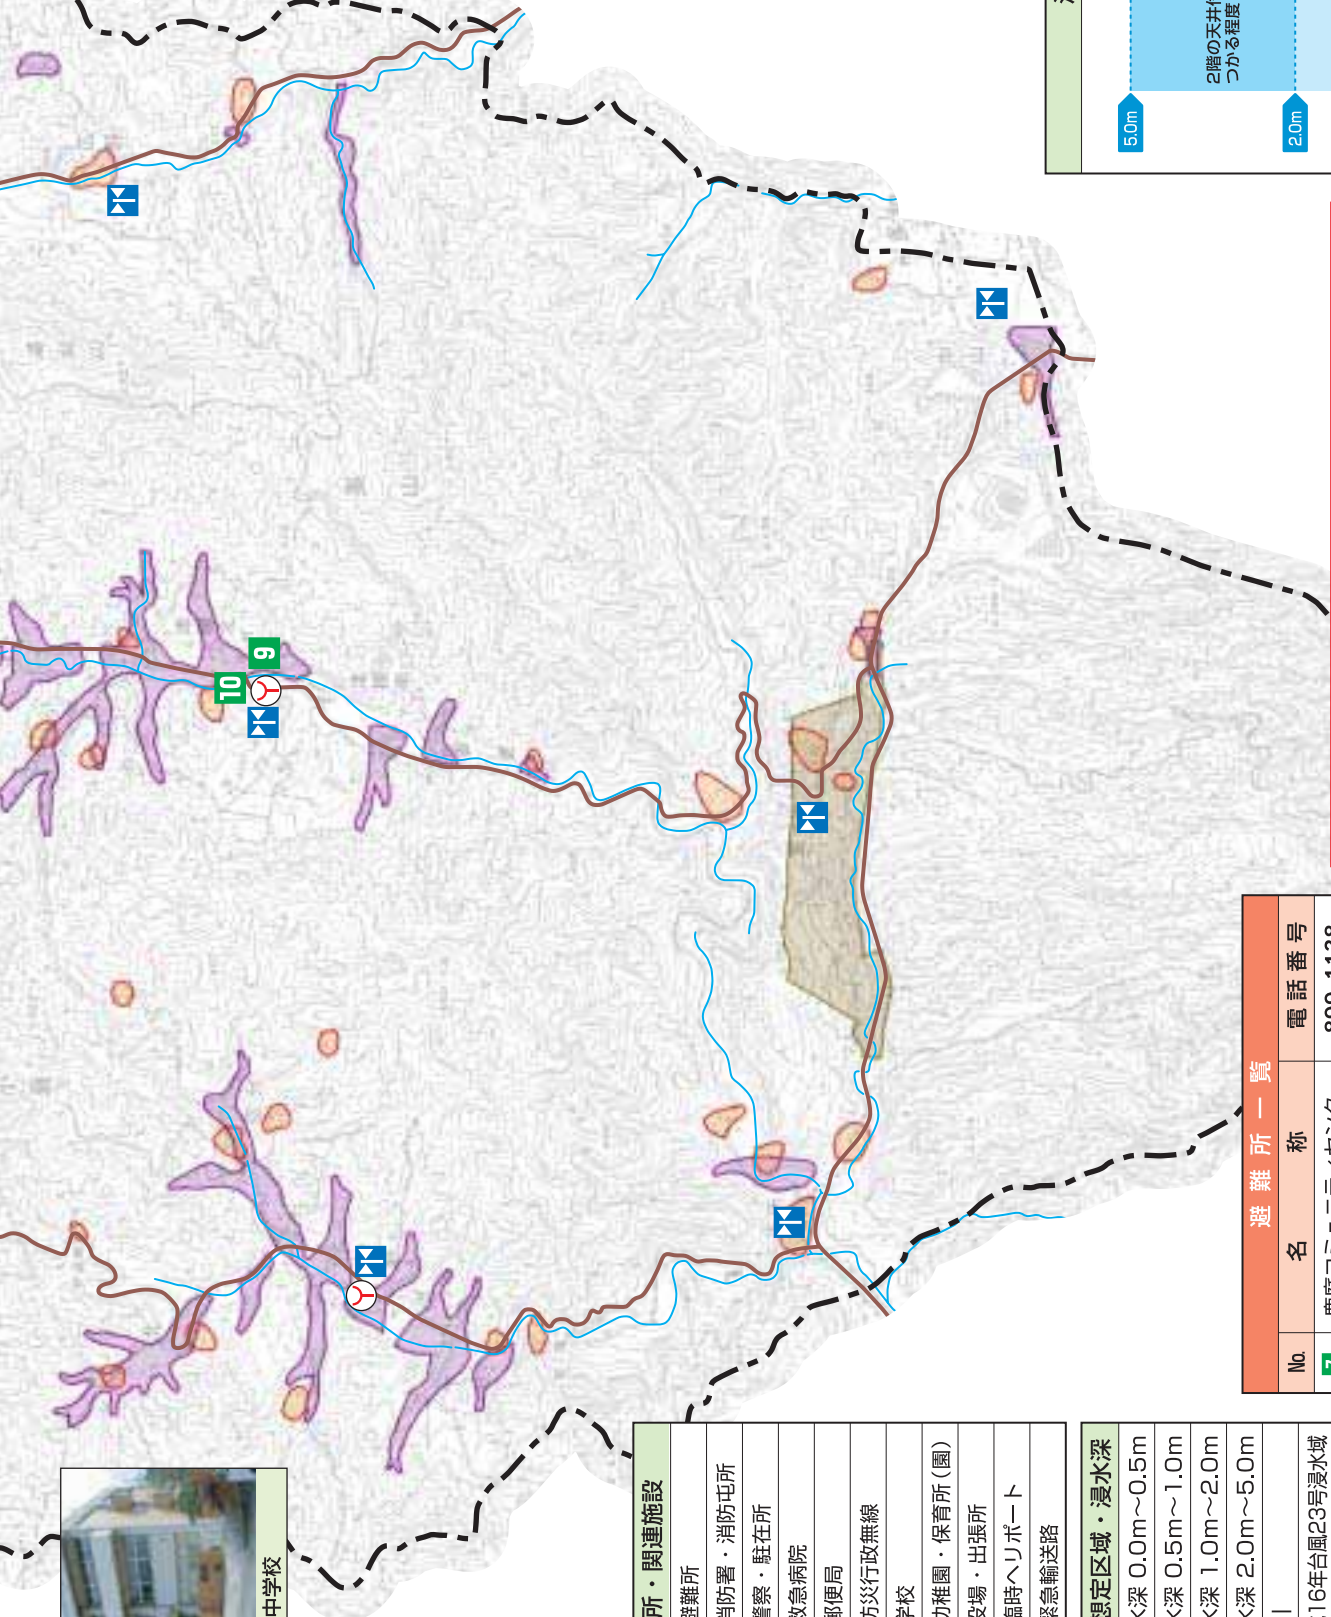 5.0m
2.0m
2階の天井
つかる程度
10
9
避難所一覧
No.
名称
電話番号
7
中学校
所・関連施設
避難所
消防署・消防屯所
警察・駐在所
救急病院
郵便局
防災行政無線
学校
幼稚園・保育所(園)
役場・出張所
臨時ヘリポート
緊急輸送路
想定区域・浸水深
水深 0.0m〜0.5m
水深 0.5m〜1.0m
水深 1.0m〜2.0m
水深 2.0m〜5.0m
16年台風23号浸水域